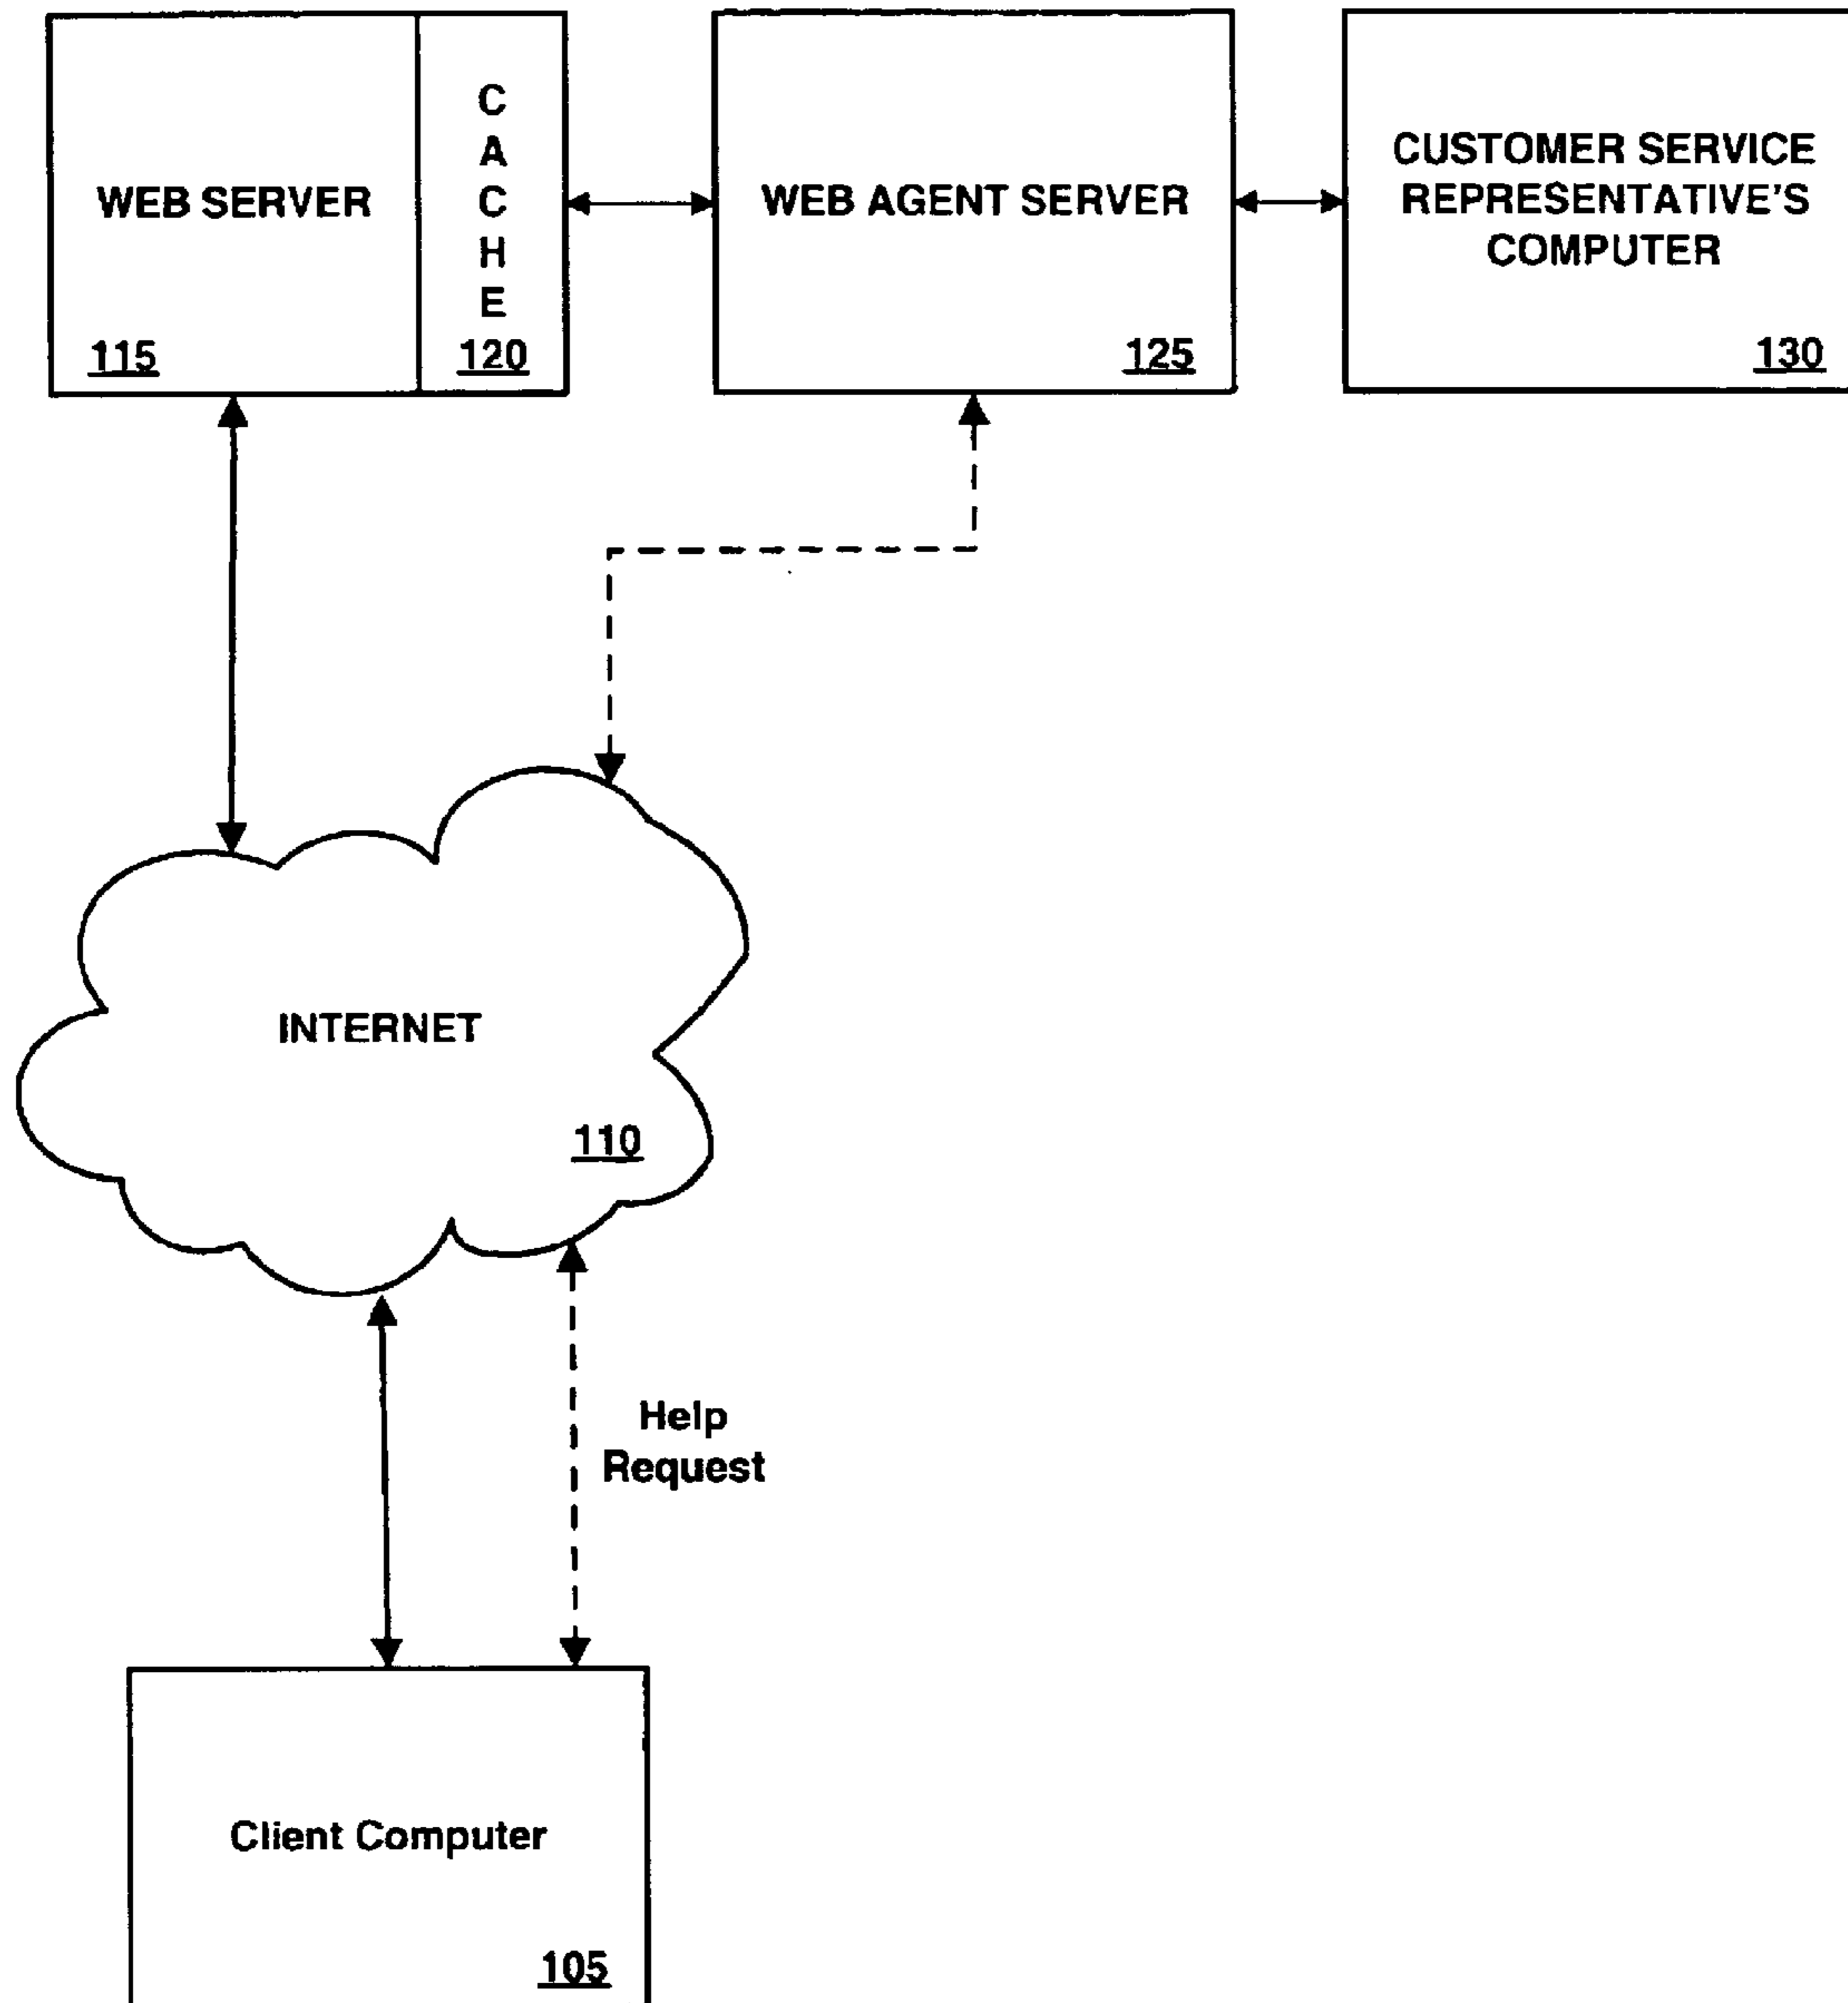 WEB SERVER
115
C
A
C
H
E
120
WEB AGENT SERVER
125
CUSTOMER SERVICE
REPRESENTATIVE'S
COMPUTER
130
INTERNET
110
Help
Request
Client Computer
105